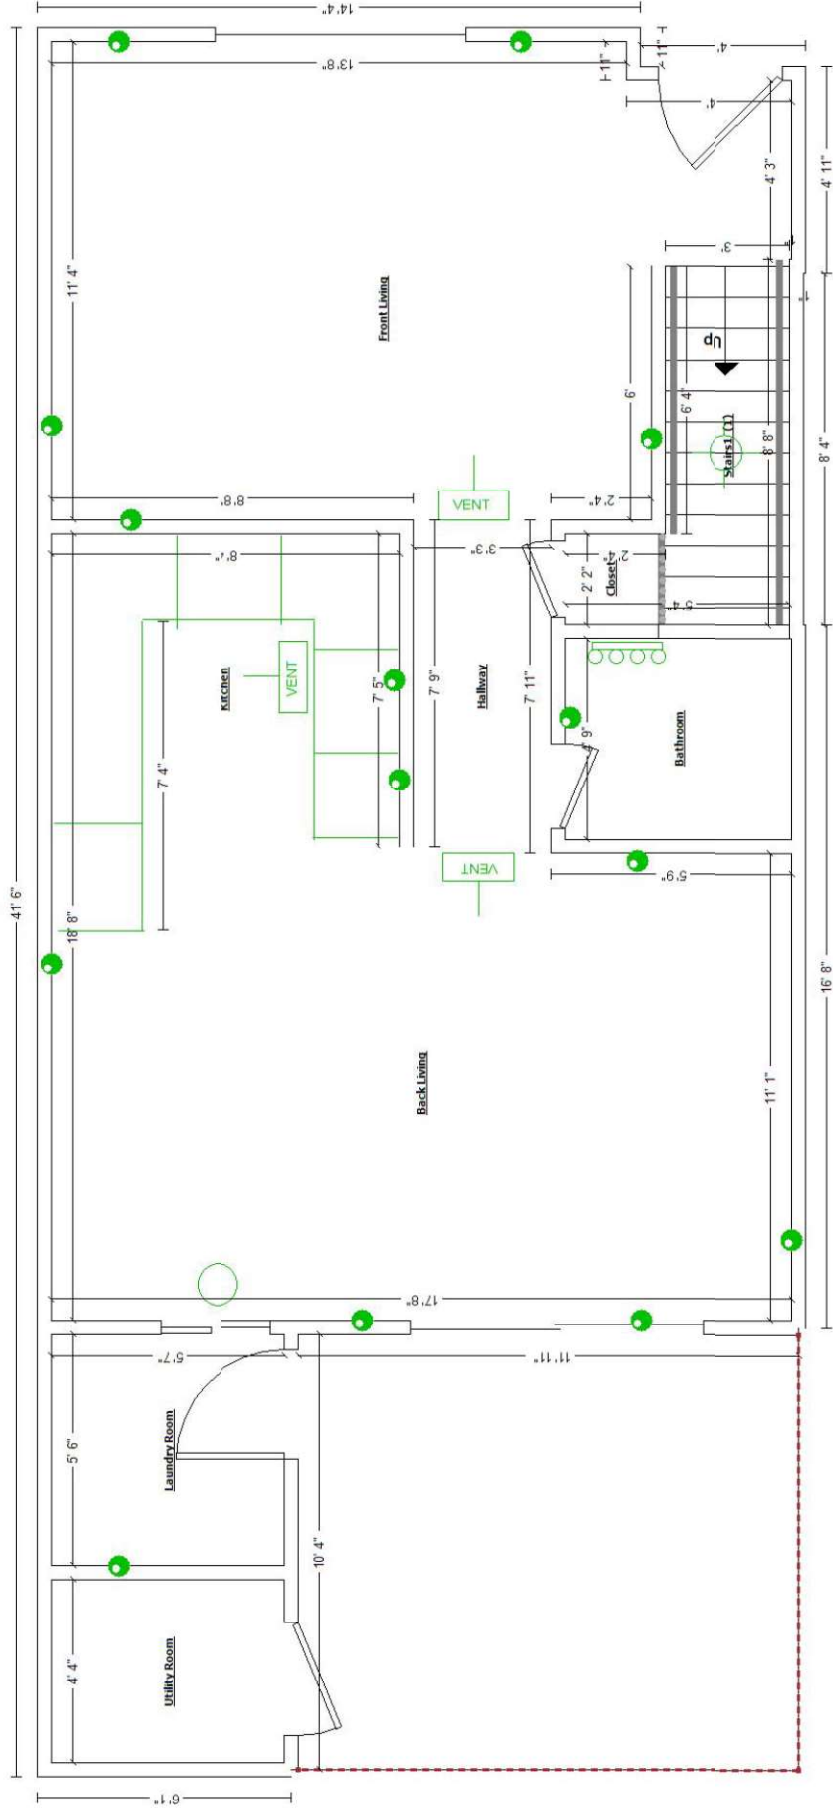 14' 4"
13' 8"
11"
11"
4'
4'
41' 6"
11' 4"
Front Living
4' 3"
4' 11"
3'
1"
6'
Up
6' 4"
Stairs1 (1)
8' 8"
8' 4"
8' 8"
VENT
2' 4"
3' 3"
2' 2"
Closet
2'
5' 4"
Kitchen
VENT
7' 4"
7' 5"
7' 9"
Hallway
7' 11"
Bathroom
VENT
5' 9"
18' 8"
16' 8"
Back Living
11' 1"
17' 8"
5' 7"
11' 11"
Laundry Room
5' 6"
10' 4"
Utility Room
4' 4"
6' 1"